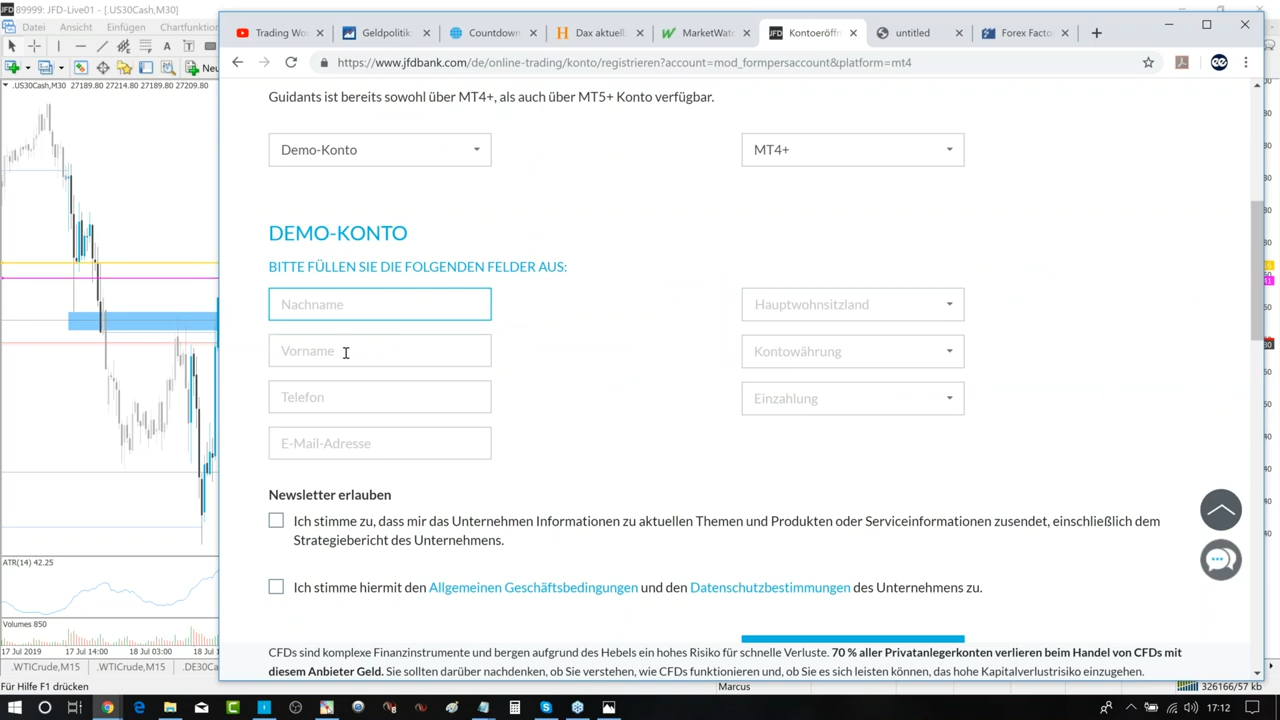 89999: JFD-Live01 - [.US30Cash,M30]
Datei Ansicht Einfügen Chartfunktion
Neu
.US30Cash,M30 27189.80 27214.80 27189.80 27209.80
ATR(14) 42.25
Volumes 850
17 Jul 2019 17 Jul 14:00 18 Jul
.WTICrude,M15 .WTICrude,M15 .DE30Cas
Für Hilfe F1 drücken
Trading Wo
Geldpolitik
Countdown
Dax aktuell
MarketWatc
Kontoeröff
untitled
Forex Facto
https://www.jfdbank.com/de/online-trading/konto/registrieren?account=mod_formpersaccount&platform=mt4
Guidants ist bereits sowohl über MT4+, als auch über MT5+ Konto verfügbar.
Demo-Konto
MT4+
DEMO-KONTO
BITTE FÜLLEN SIE DIE FOLGENDEN FELDER AUS:
Nachname
Hauptwohnsitzland
Vorname
Kontowährung
Telefon
Einzahlung
E-Mail-Adresse
Newsletter erlauben
Ich stimme zu, dass mir das Unternehmen Informationen zu aktuellen Themen und Produkten oder Serviceinformationen zusendet, einschließlich dem
Strategiebericht des Unternehmens.
Ich stimme hiermit den Allgemeinen Geschäftsbedingungen und den Datenschutzbestimmungen des Unternehmens zu.
CFDs sind komplexe Finanzinstrumente und bergen aufgrund des Hebels ein hohes Risiko für schnelle Verluste. 70 % aller Privatanlegerkonten verlieren beim Handel von CFDs mit
diesem Anbieter Geld. Sie sollten darüber nachdenken, ob Sie verstehen, wie CFDs funktionieren und, ob Sie es sich leisten können, das hohe Kapitalverlustrisiko einzugehen.
Marcus
326166/57 kb
17:12